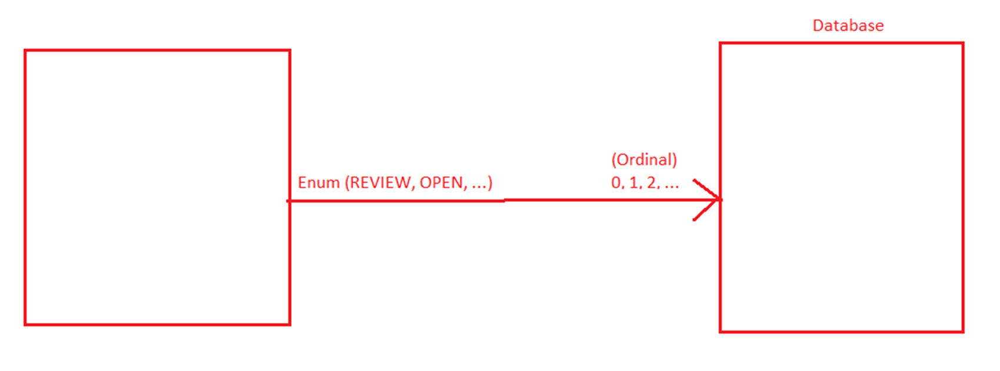 Database
(Ordinal)
Enum (REVIEW, OPEN, ...)
0, 1, 2, ...